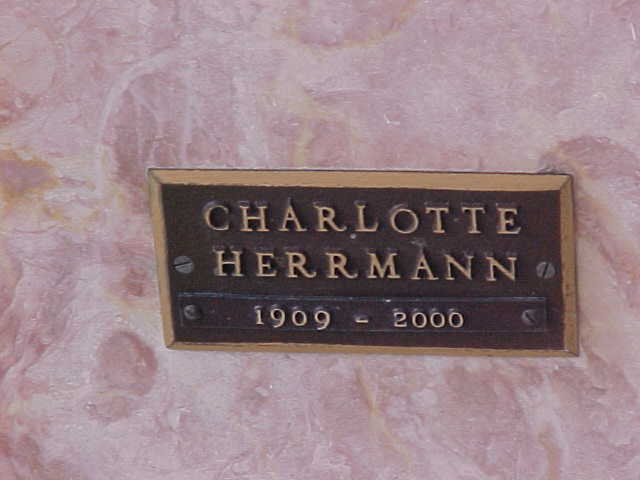 CHARLOTTE
HERRMANN
1909 - 2000